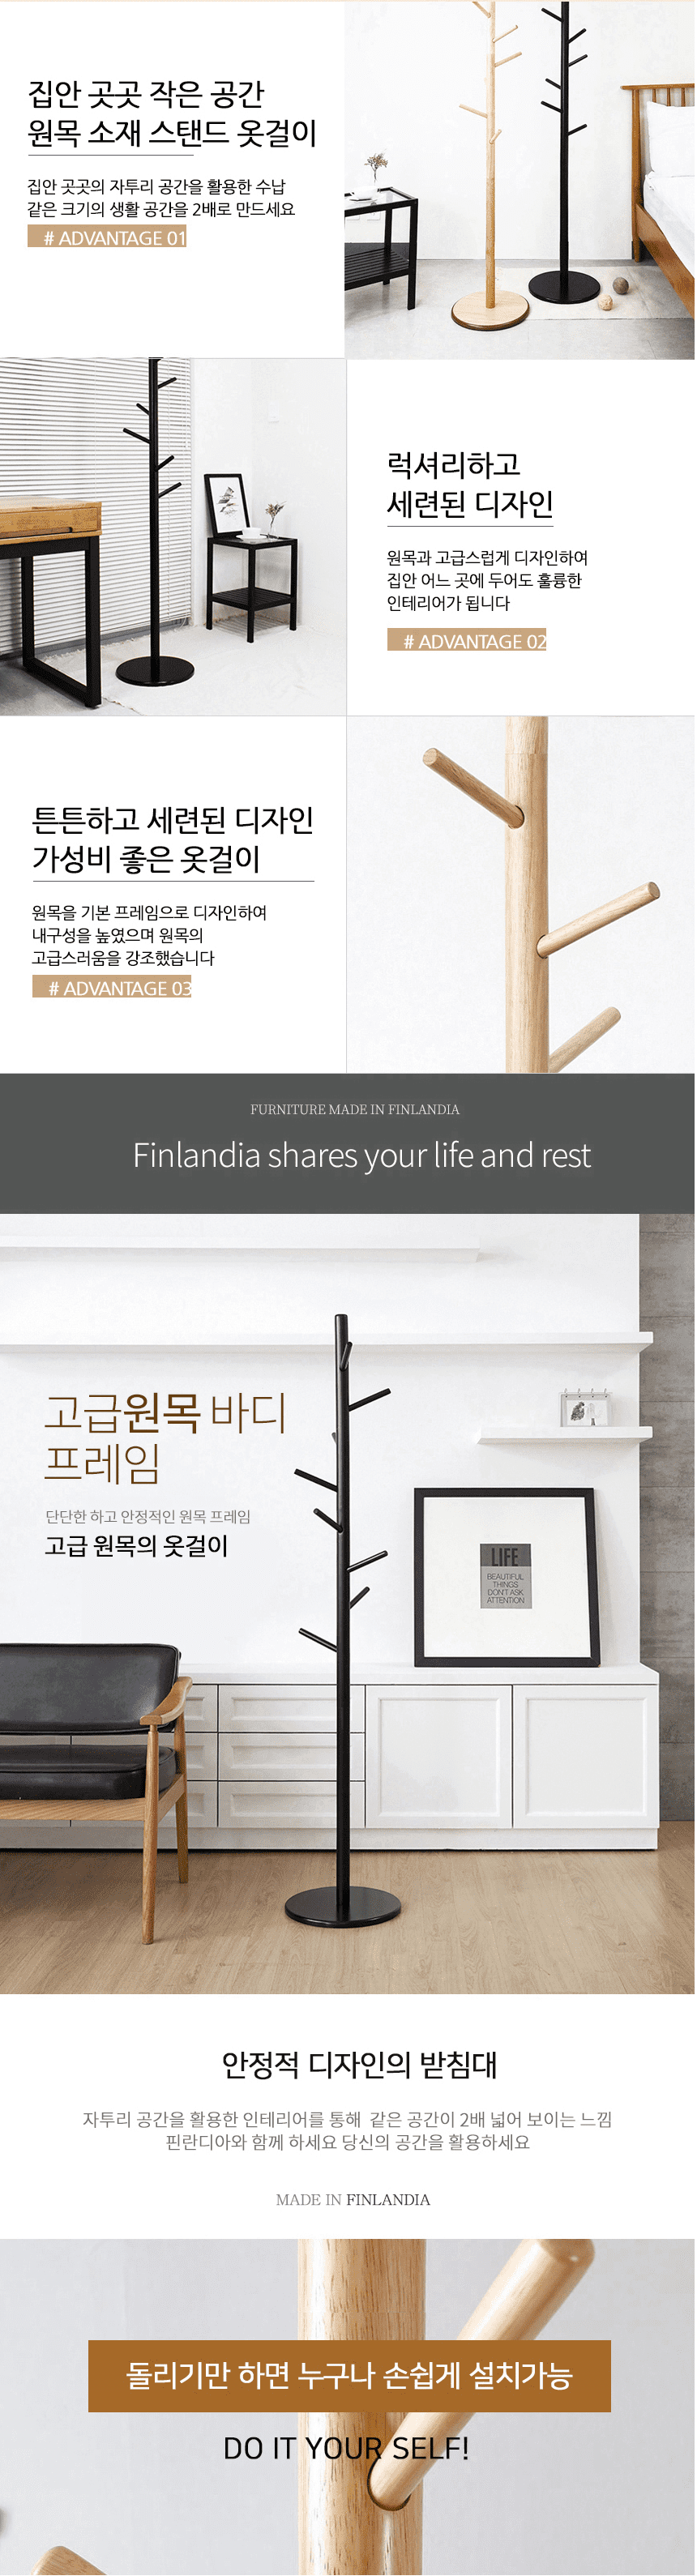 집안 곳곳 작은 공간
원목 소재 스탠드 옷걸이
집안 곳곳의 자투리 공간을 활용한 수납
같은 크기의 생활 공간을 2배로 만드세요
# ADVANTAGE 01
럭셔리하고
세련된 디자인
원목과 고급스럽게 디자인하여
집안 어느 곳에 두어도 훌륭한
인테리어가 됩니다
# ADVANTAGE 02
튼튼하고 세련된 디자인
가성비 좋은 옷걸이
원목을 기본 프레임으로 디자인하여
내구성을 높였으며 원목의
고급스러움을 강조했습니다
# ADVANTAGE 03
FURNITURE MADE IN FINLANDIA
Finlandia shares your life and rest
고급원목 바디
프레임
단단한 하고 안정적인 원목 프레임
고급 원목의 옷걸이
LIFE
BEAUTIFUL
THINGS
DON'T ASK
ATTENTION
안정적 디자인의 받침대
자투리 공간을 활용한 인테리어를 통해 같은 공간이 2배 넓어 보이는 느낌
핀란디아와 함께 하세요 당신의 공간을 활용하세요
MADE IN FINLANDIA
돌리기만 하면 누구나 손쉽게 설치가능
DO IT YOUR SELF!